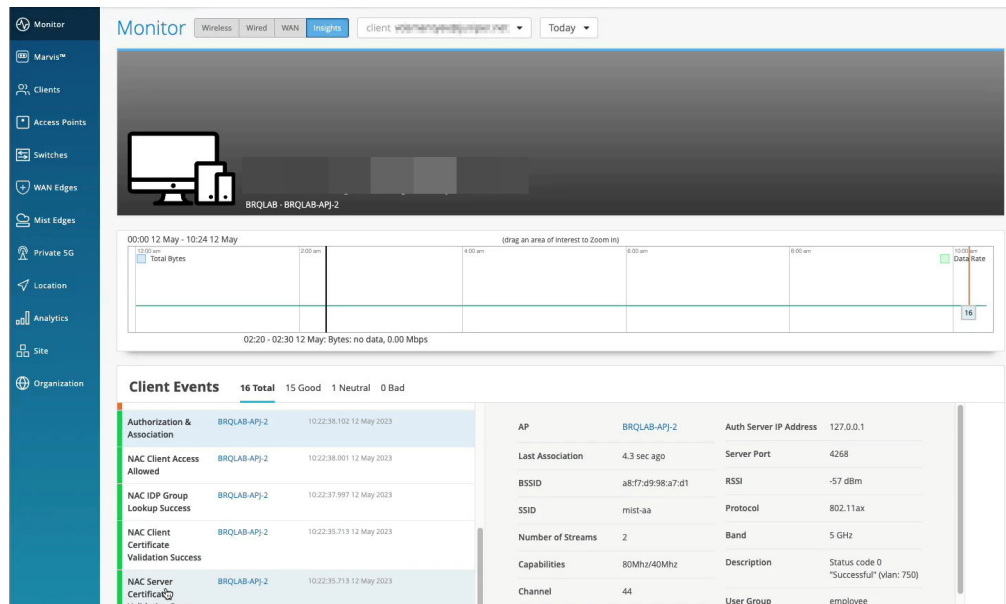 Monitor
Marvis™
Clients
Access Points
Switches
WAN Edges
Mist Edges
Private 5G
Location
Analytics
Site
Organization
Monitor Wireless Wired WAN Insights client Today
BRQLAB - BRQLAB-APJ-2
00:00 12 May - 10:24 12 May (drag an area of interest to Zoom in)
12:00 am 2:00 am 4:00 am 6:00 am 8:00 am 10:00 am
Total Bytes Data Rate
16
02:20 - 02:30 12 May: Bytes: no data, 0.00 Mbps
Client Events 16 Total 15 Good 1 Neutral 0 Bad
Authorization & Association BRQLAB-APJ-2 10:22:38.102 12 May 2023
NAC Client Access Allowed BRQLAB-APJ-2 10:22:38.001 12 May 2023
NAC IDP Group Lookup Success BRQLAB-APJ-2 10:22:37.997 12 May 2023
NAC Client Certificate Validation Success BRQLAB-APJ-2 10:22:35.713 12 May 2023
NAC Server Certificate BRQLAB-APJ-2 10:22:35.713 12 May 2023
AP BRQLAB-APJ-2
Last Association 4.3 sec ago
BSSID a8:f7:d9:98:a7:d1
SSID mist-aa
Number of Streams 2
Capabilities 80Mhz/40Mhz
Channel 44
Auth Server IP Address 127.0.0.1
Server Port 4268
RSSI -57 dBm
Protocol 802.11ax
Band 5 GHz
Description Status code 0 "Successful" (vlan: 750)
User Group employee